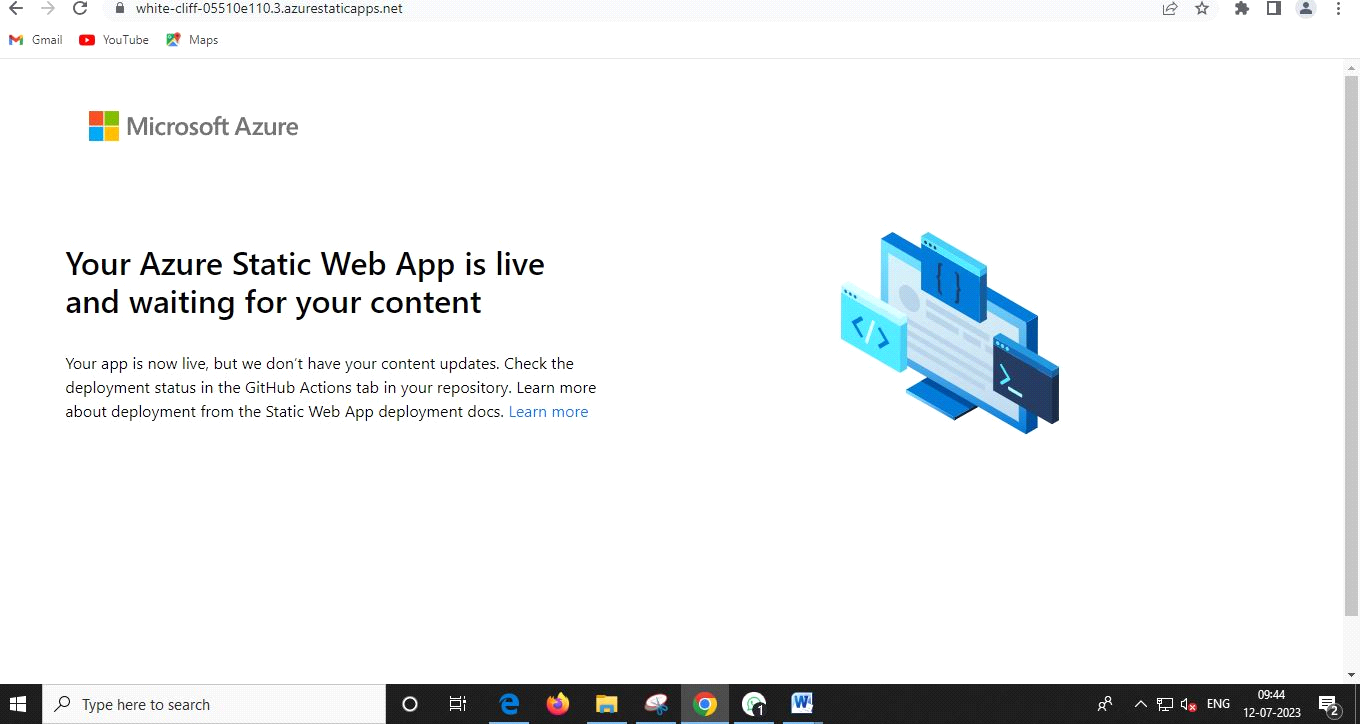 white-cliff-05510e110.3.azurestaticapps.net
Gmail YouTube Maps
Microsoft Azure
Your Azure Static Web App is live
and waiting for your content
Your app is now live, but we don't have your content updates. Check the
deployment status in the GitHub Actions tab in your repository. Learn more
about deployment from the Static Web App deployment docs. Learn more
{ }
</>
>_
Type here to search
1
W
ENG
09:44
12-07-2023
2